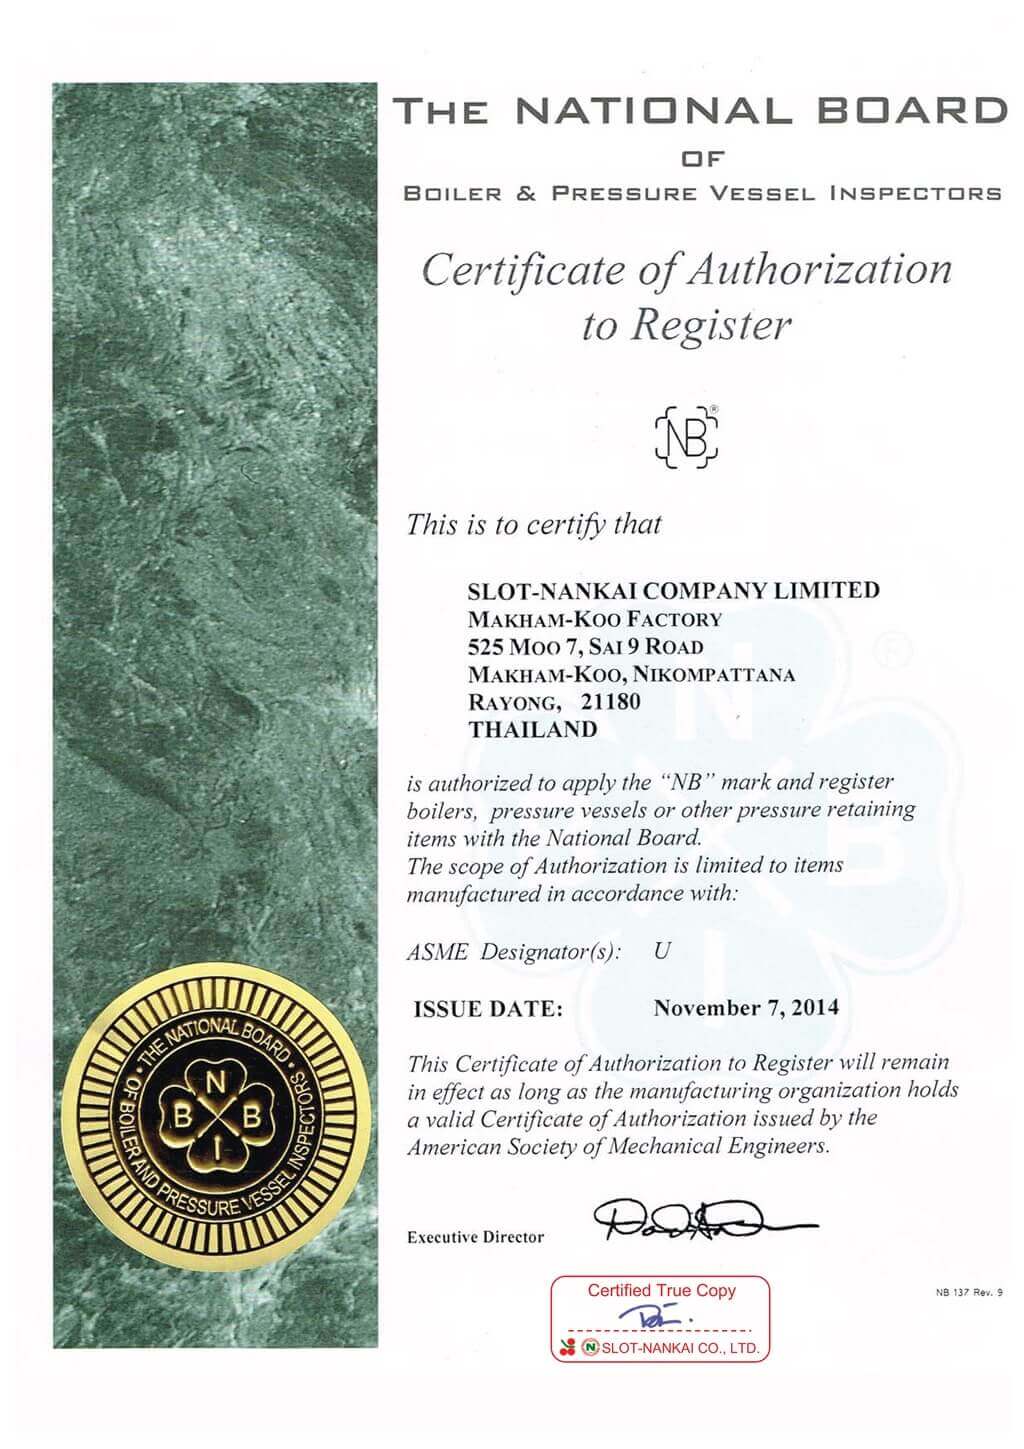 THE NATIONAL BOARD
OF
BOILER & PRESSURE VESSEL INSPECTORS
Certificate of Authorization
to Register
NB®
This is to certify that
SLOT-NANKAI COMPANY LIMITED
MAKHAM-KOO FACTORY
525 MOO 7, SAI 9 ROAD
MAKHAM-KOO, NIKOMPATTANA
RAYONG, 21180
THAILAND
is authorized to apply the “NB” mark and register
boilers, pressure vessels or other pressure retaining
items with the National Board.
The scope of Authorization is limited to items
manufactured in accordance with:
ASME Designator(s): U
ISSUE DATE: November 7, 2014
This Certificate of Authorization to Register will remain
in effect as long as the manufacturing organization holds
a valid Certificate of Authorization issued by the
American Society of Mechanical Engineers.
Executive Director
Certified True Copy
N SLOT-NANKAI CO., LTD.
NB 137 Rev. 9
THE NATIONAL BOARD
OF BOILER AND PRESSURE VESSEL INSPECTORS
N
B B
I
N
B
I
®